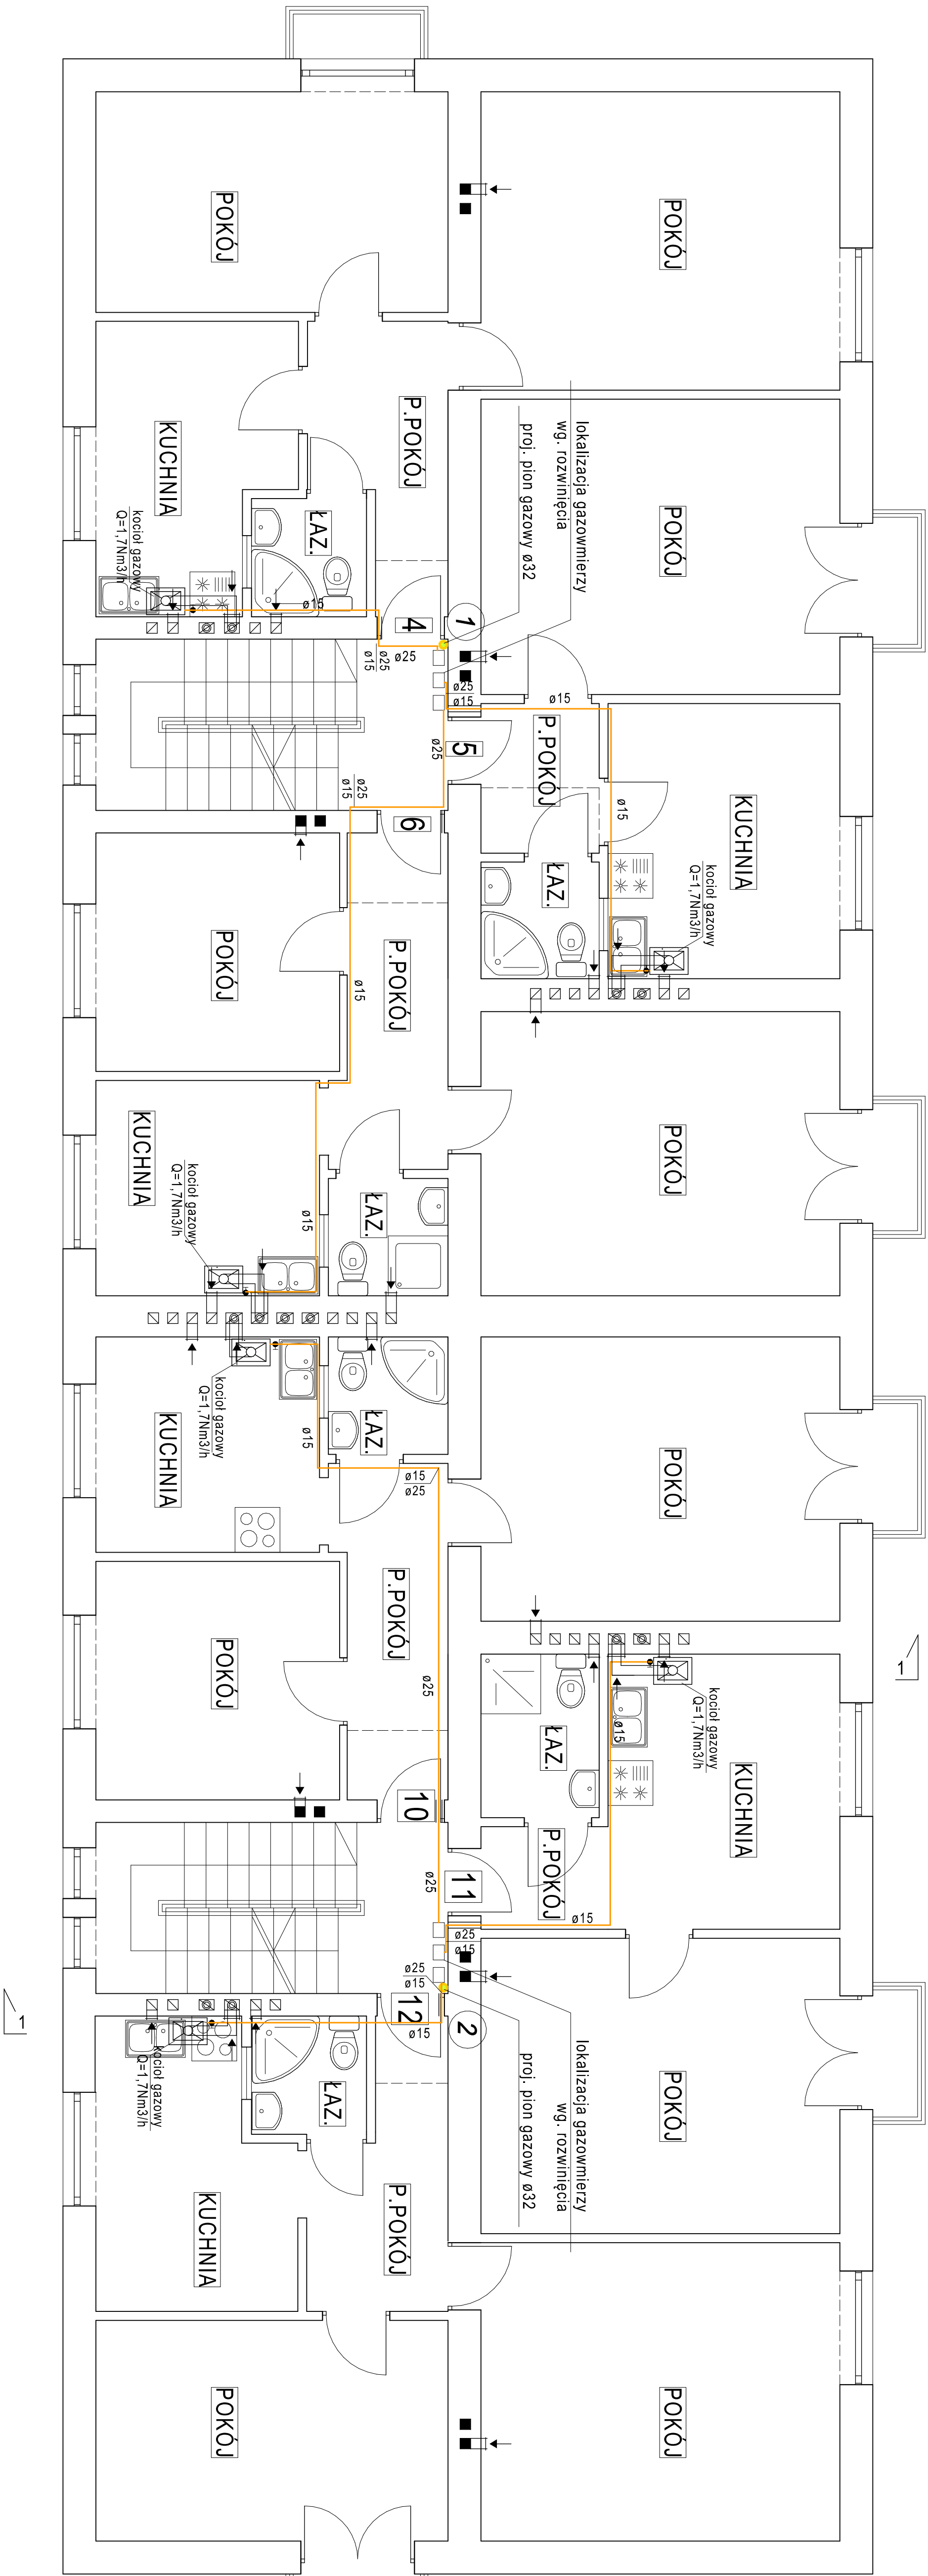 POKÓJ
POKÓJ
KUCHNIA
P.POKÓJ
ŁAZ.
kocioł gazowy
Q=1,7Nm3/h
lokalizacja gazowmierzy
wg. rozwinięcia
proj. pion gazowy ø32
POKÓJ
ø15
4
1
ø25
ø25
ø15
ø25
ø15
ø15
5
ø25
ø25
ø15
6
P.POKÓJ
ŁAZ.
ø15
KUCHNIA
kocioł gazowy
Q=1,7Nm3/h
POKÓJ
P.POKÓJ
ø15
POKÓJ
KUCHNIA
kocioł gazowy
Q=1,7Nm3/h
ŁAZ.
ø15
kocioł gazowy
Q=1,7Nm3/h
KUCHNIA
ŁAZ.
ø15
ø15
ø25
POKÓJ
P.POKÓJ
POKÓJ
ø25
10
11
ø25
ŁAZ.
P.POKÓJ
ø15
ø15
KUCHNIA
kocioł gazowy
Q=1,7Nm3/h
1
ø25
ø15
ø25
ø15
12
ø15
2
1
kocioł gazowy
Q=1,7Nm3/h
ŁAZ.
KUCHNIA
P.POKÓJ
lokalizacja gazowmierzy
wg. rozwinięcia
proj. pion gazowy ø32
POKÓJ
POKÓJ
POKÓJ